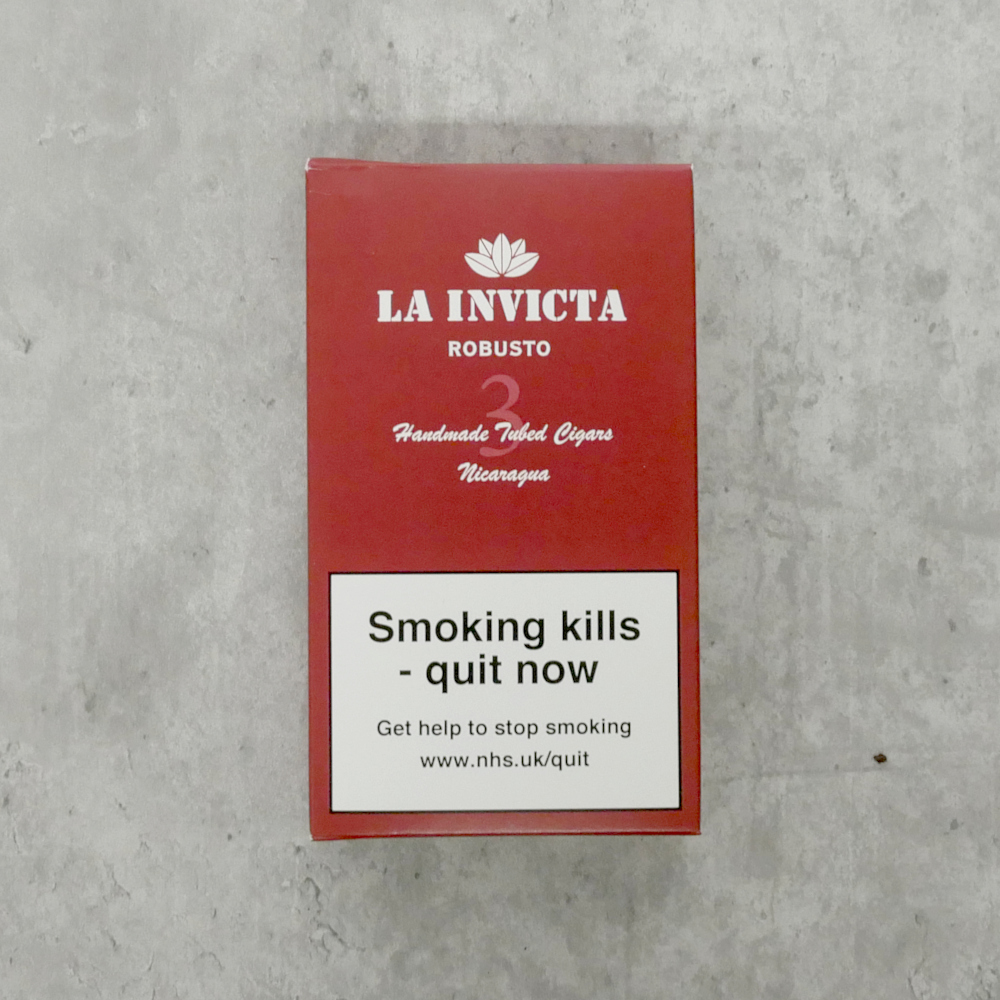 LA INVICTA
ROBUSTO
3
Handmade Tubed Cigars
Nicaragua
Smoking kills
- quit now
Get help to stop smoking
www.nhs.uk/quit